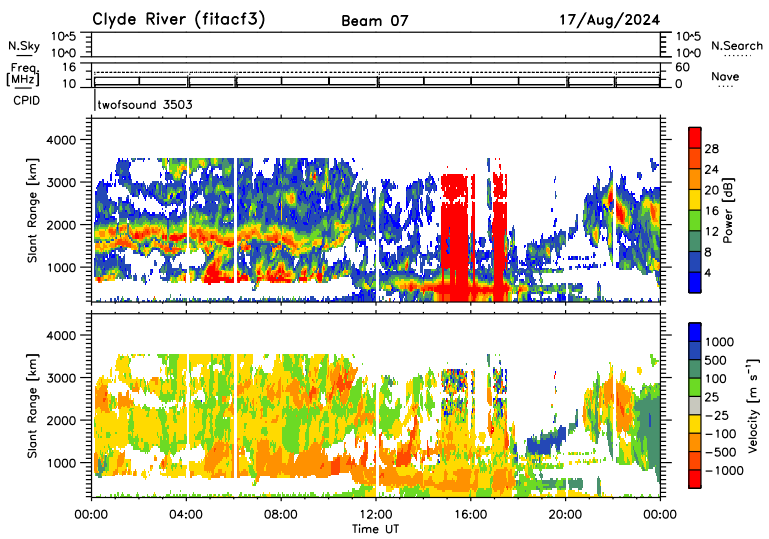 Clyde River (fitacf3) Beam 07 17/Aug/2024
10^5 10^5
N.Sky N.Search
10^0 10^0
Freq. 16 60
[MHz] 10 0 Nave
CPID twofsound 3503
4000
3000
2000
1000
Slant Range [km]
28
24
20
16
12
8
4
Power [dB]
4000
3000
2000
1000
Slant Range [km]
1000
500
100
25
-25
-100
-500
-1000
Velocity [m s⁻¹]
00:00 04:00 08:00 12:00 16:00 20:00 00:00
Time UT